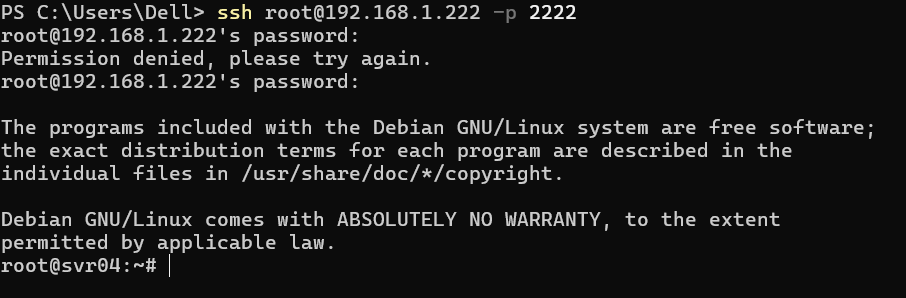 PS C:\Users\Dell> ssh root@192.168.1.222 -p 2222
root@192.168.1.222's password:
Permission denied, please try again.
root@192.168.1.222's password:

The programs included with the Debian GNU/Linux system are free software;
the exact distribution terms for each program are described in the
individual files in /usr/share/doc/*/copyright.

Debian GNU/Linux comes with ABSOLUTELY NO WARRANTY, to the extent
permitted by applicable law.
root@svr04:~#